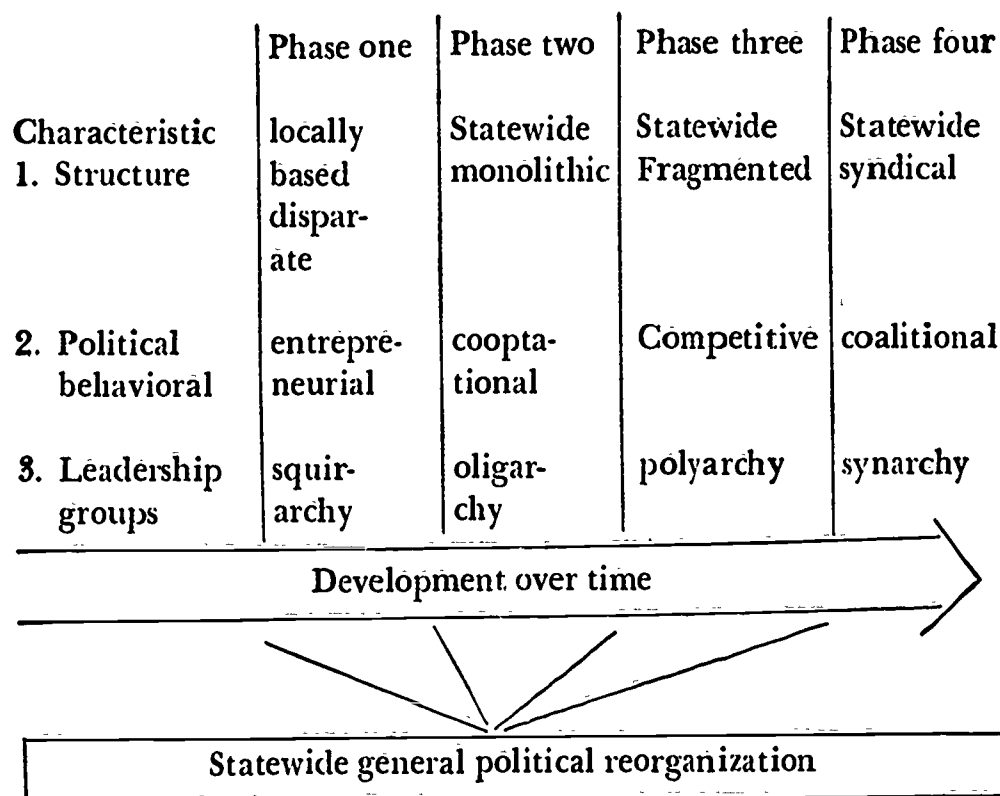 Phase one Phase two Phase three Phase four
Characteristic locally Statewide Statewide Statewide
1. Structure based monolithic Fragmented syndical
dispar-
ate
2. Political entrepre- coopta- Competitive coalitional
behavioral neurial tional
3. Leadership squir- oligar- polyarchy synarchy
groups archy chy
Development over time
Statewide general political reorganization